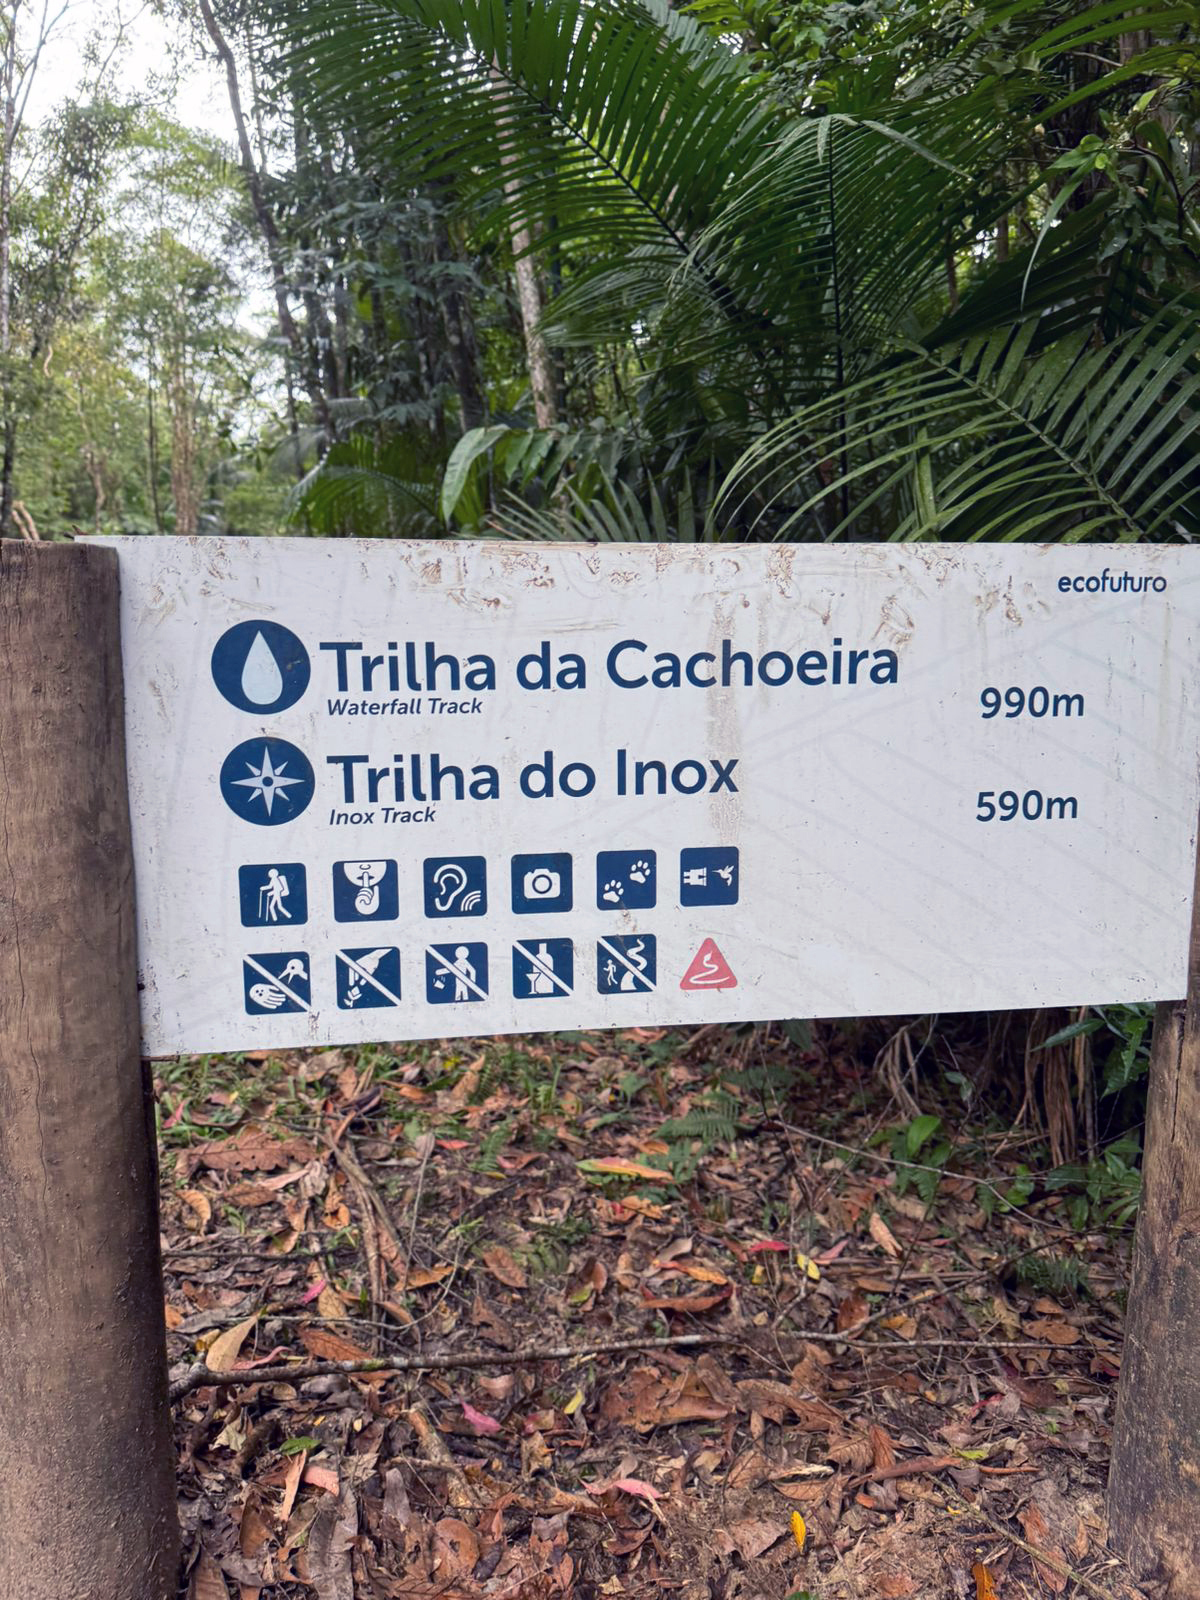 ecofuturo
Trilha da Cachoeira
Waterfall Track
990m
Trilha do Inox
Inox Track
590m